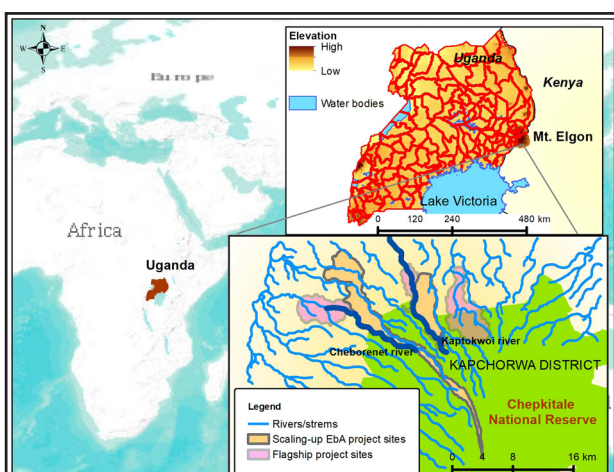 N
W E
S
Europe
Africa
Uganda
Elevation
High
Low
Water bodies
Uganda
Kenya
Mt. Elgon
Lake Victoria
0 120 240 480 km
Cheborenet river
Kaptokwoi river
KAPCHORWA DISTRICT
Chepkitale
National Reserve
Legend
Rivers/strems
Scaling-up EbA project sites
Flagship project sites
0 4 8 16 km